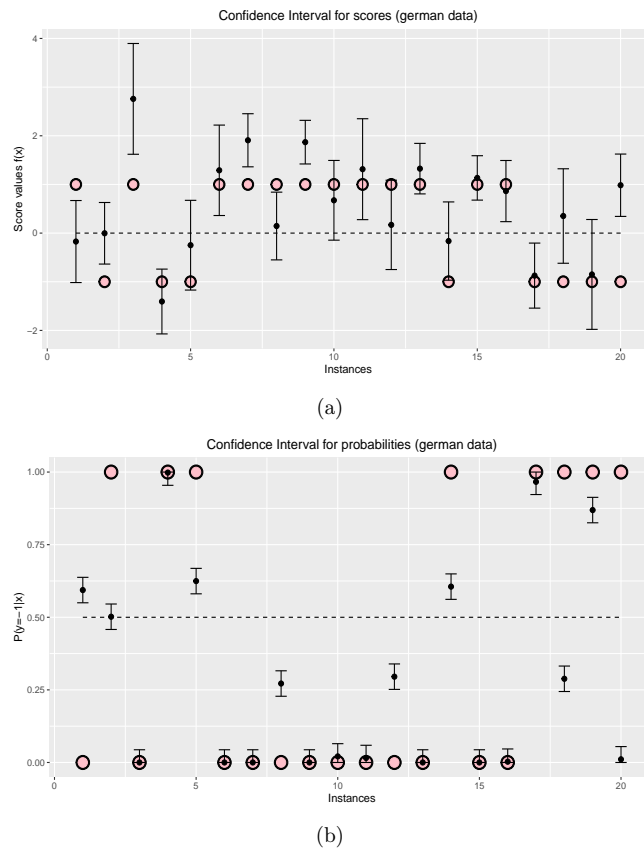 Confidence Interval for scores (german data)
4
2
0
−2
Score values f(x)
0
5
10
15
20
Instances
(a)
Confidence Interval for probabilities (german data)
1.00
0.75
0.50
0.25
0.00
P(y=−1|x)
0
5
10
15
20
Instances
(b)